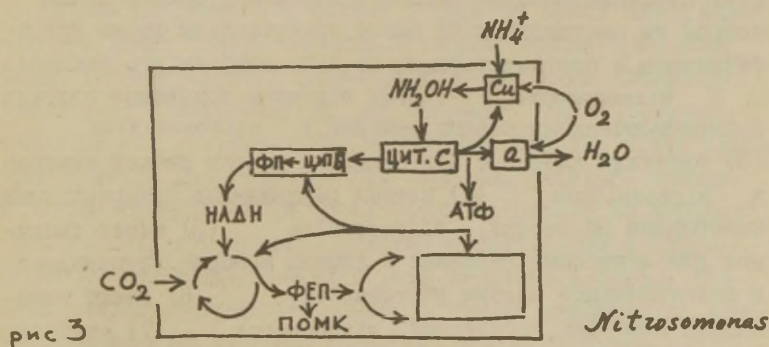 NH₄⁺
NH₂OH Cu O₂
ФП ← ЦИТ. В ЦИТ. С а H₂O
НАДН АТФ
CO₂ ФЕП
ПОМК
рис 3 Nitrosomonas